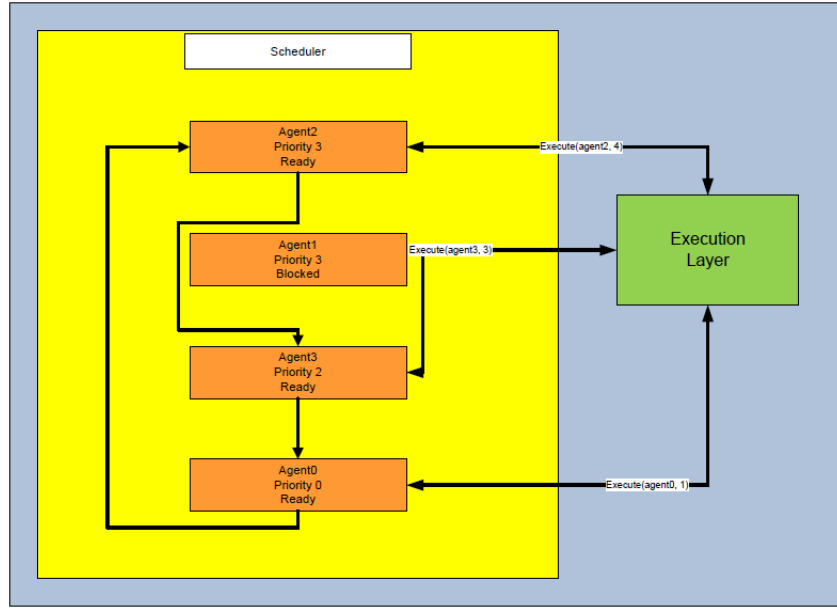 Scheduler
Agent2
Priority 3
Ready
Execute(agent2, 4)
Agent1
Priority 3
Blocked
Execute(agent3, 3)
Execution
Layer
Agent3
Priority 2
Ready
Agent0
Priority 0
Ready
Execute(agent0, 1)